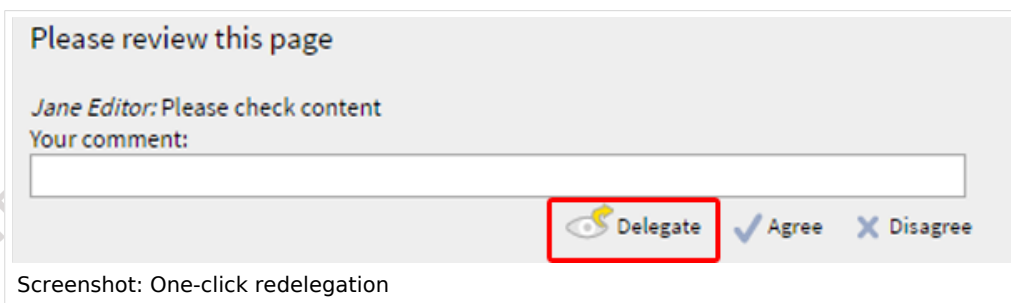 Please review this page
Jane Editor: Please check content
Your comment:
Delegate Agree Disagree
Screenshot: One-click redelegation